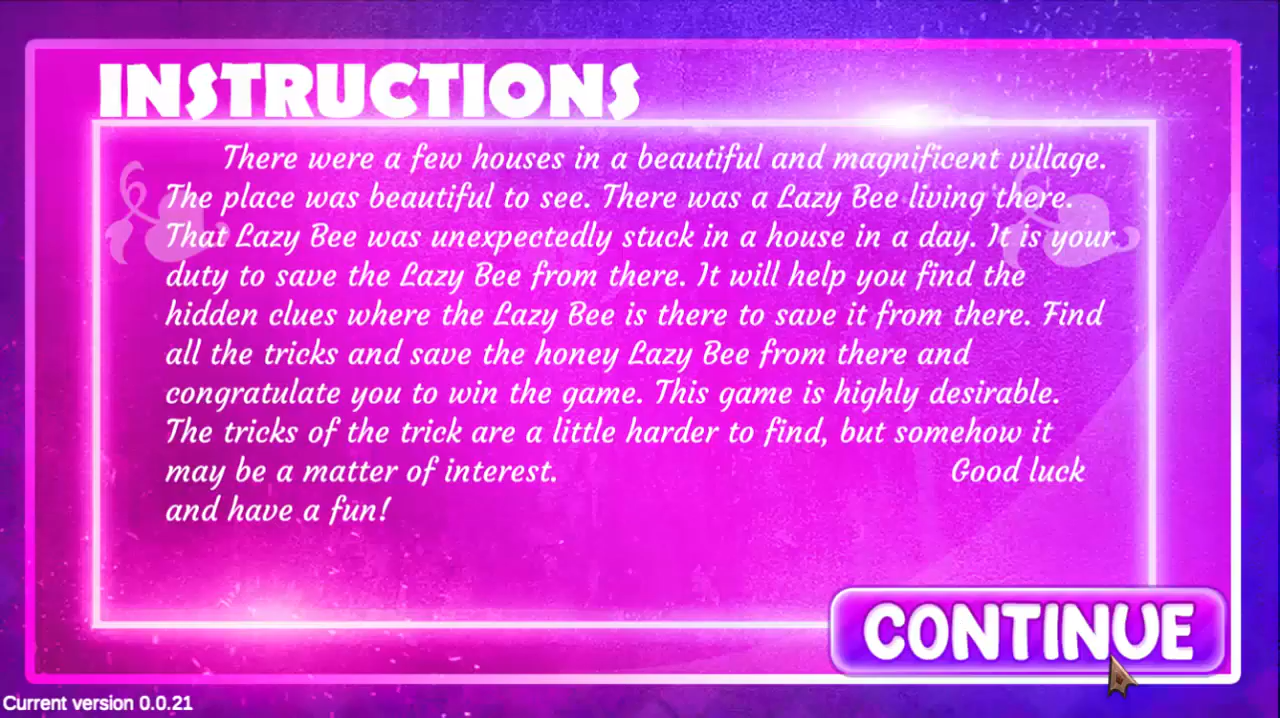 INSTRUCTIONS
There were a few houses in a beautiful and magnificent village.
The place was beautiful to see. There was a Lazy Bee living there.
That Lazy Bee was unexpectedly stuck in a house in a day. It is your
duty to save the Lazy Bee from there. It will help you find the
hidden clues where the Lazy Bee is there to save it from there. Find
all the tricks and save the honey Lazy Bee from there and
congratulate you to win the game. This game is highly desirable.
The tricks of the trick are a little harder to find, but somehow it
may be a matter of interest. Good luck
and have a fun!
CONTINUE
Current version 0.0.21